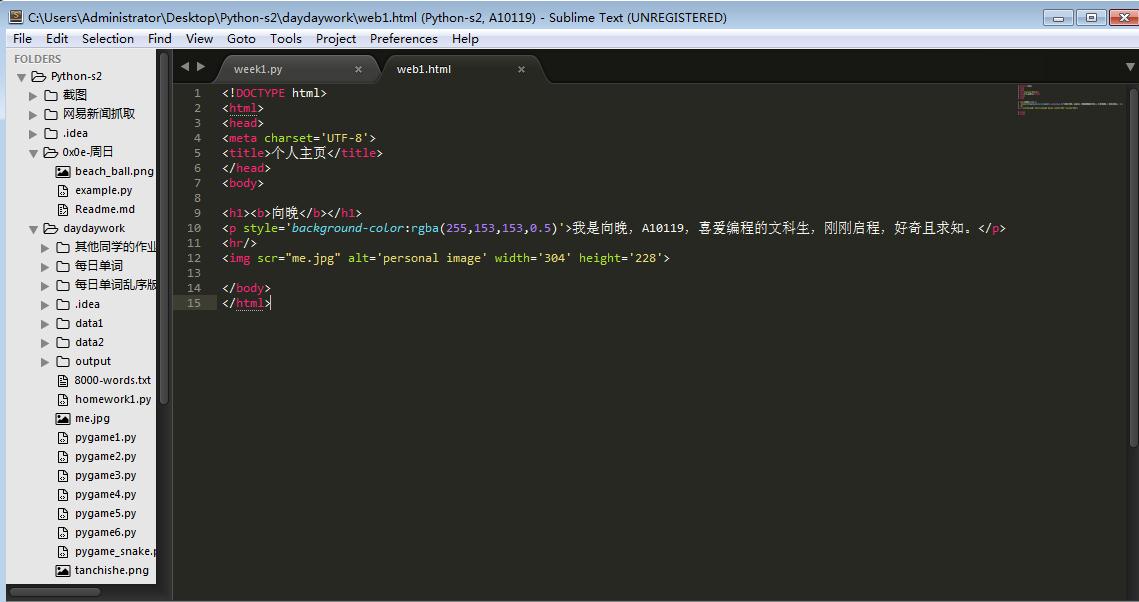 C:\Users\Administrator\Desktop\Python-s2\daydaywork\web1.html (Python-s2, A10119) - Sublime Text (UNREGISTERED)
File Edit Selection Find View Goto Tools Project Preferences Help
FOLDERS
Python-s2
截图
网易新闻抓取
.idea
0x0e-周日
beach_ball.png
example.py
Readme.md
daydaywork
其他同学的作业
每日单词
每日单词乱序版
.idea
data1
data2
output
8000-words.txt
homework1.py
me.jpg
pygame1.py
pygame2.py
pygame3.py
pygame4.py
pygame5.py
pygame6.py
pygame_snake.p
tanchishe.png
week1.py × web1.html ×
1 <!DOCTYPE html>
2 <html>
3 <head>
4 <meta charset='UTF-8'>
5 <title>个人主页</title>
6 </head>
7 <body>
8
9 <h1><b>向晚</b></h1>
10 <p style='background-color:rgba(255,153,153,0.5)'>我是向晚，A10119，喜爱编程的文科生，刚刚启程，好奇且求知。</p>
11 <hr/>
12 <img scr="me.jpg" alt='personal image' width='304' height='228'>
13
14 </body>
15 </html>